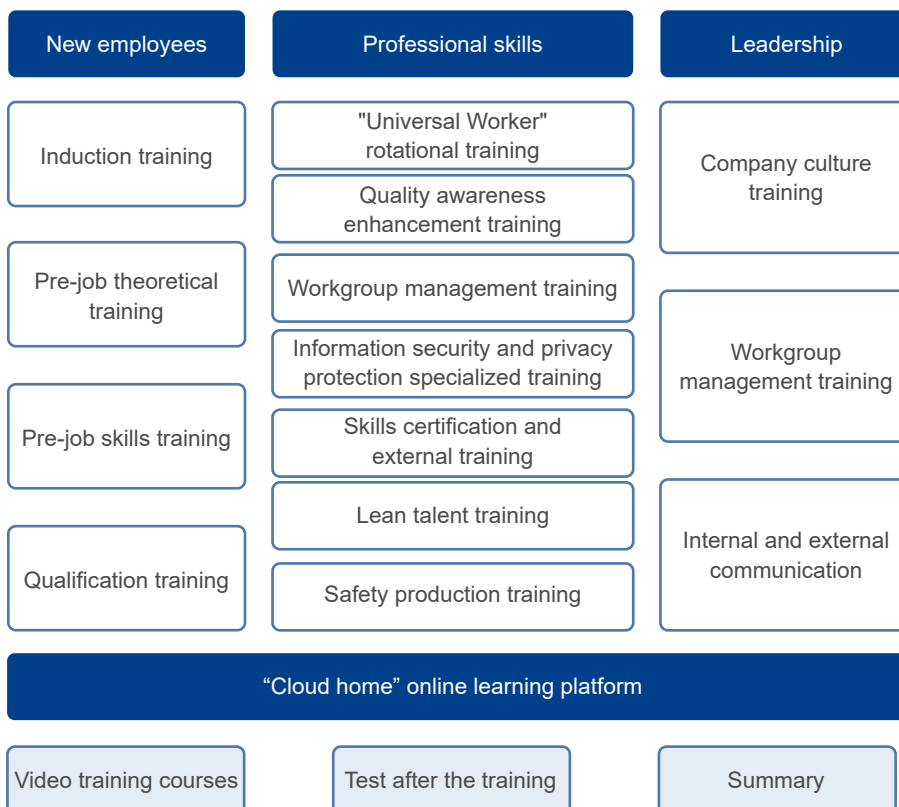 New employees
Professional skills
Leadership
Induction training
Pre-job theoretical
training
Pre-job skills training
Qualification training
"Universal Worker"
rotational training
Quality awareness
enhancement training
Workgroup management training
Information security and privacy
protection specialized training
Skills certification and
external training
Lean talent training
Safety production training
Company culture
training
Workgroup
management training
Internal and external
communication
“Cloud home” online learning platform
Video training courses
Test after the training
Summary